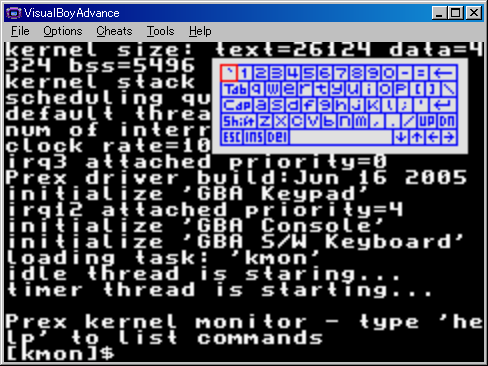 VisualBoyAdvance
File Options Cheats Tools Help
kernel size: text=26124 data=4
324 bss=5496
kernel stack
scheduling qu
default threa
num of interr
clock rate=10
irq3 attached priority=0
Prex driver build:Jun 16 2005
initialize 'GBA Keypad'
irq12 attached priority=4
initialize 'GBA Console'
initialize 'GBA S/W Keyboard'
loading task: 'kmon'
idle thread is staring...
timer thread is starting...
Prex kernel monitor - type 'he
lp' to list commands
[kmon]$
` 1 2 3 4 5 6 7 8 9 0 - = ←
Tab q w e r t y u i o p [ ] \
Cap a s d f g h j k l ; ' ↵
Shift z x c v b n m , . / UP DN
ESC INS Del ↓ ↑ ← →